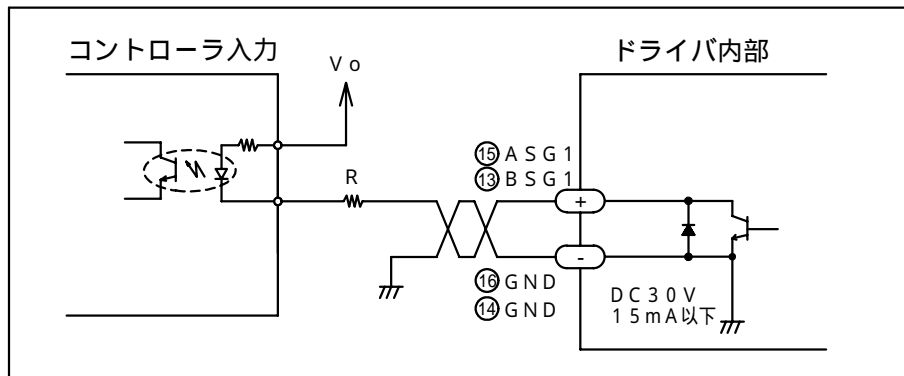 コントローラ入力
ドライバ内部
Vo
R
⑮ASG1
⑬BSG1
+
-
⑯GND
⑭GND
DC30V
15mA以下